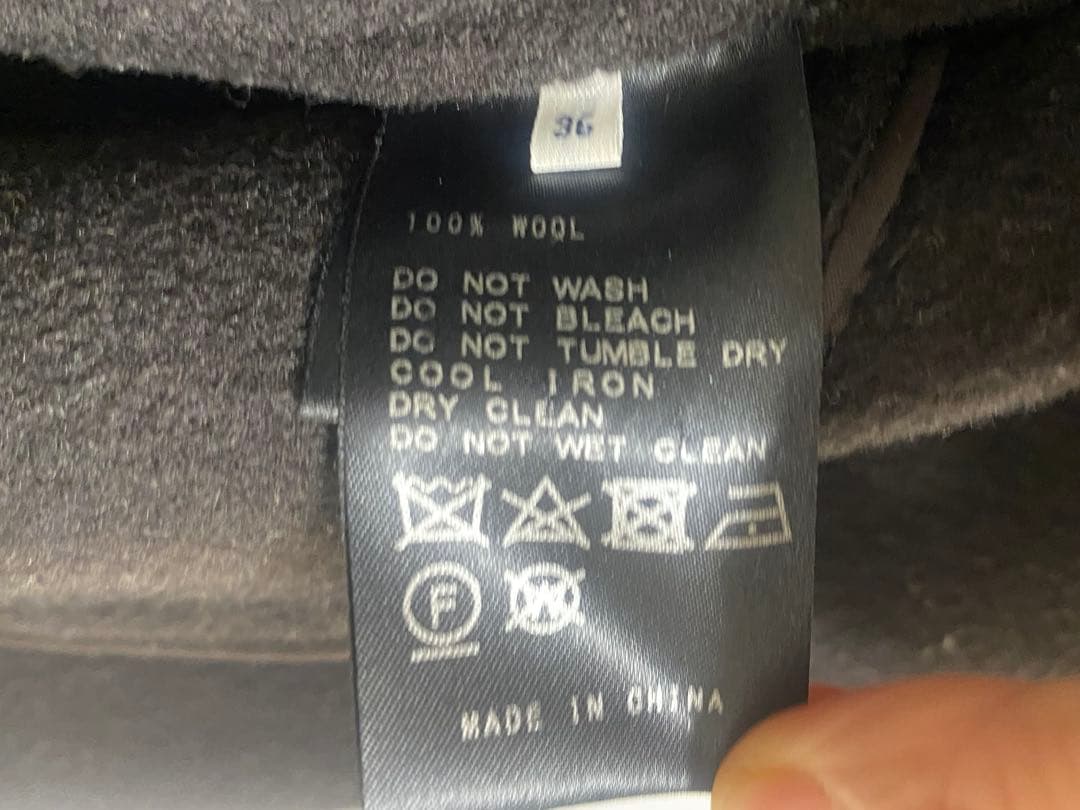 36
100% WOOL
DO NOT WASH
DO NOT BLEACH
DO NOT TUMBLE DRY
COOL IRON
DRY CLEAN
DO NOT WET CLEAN
F
W
MADE IN CHINA